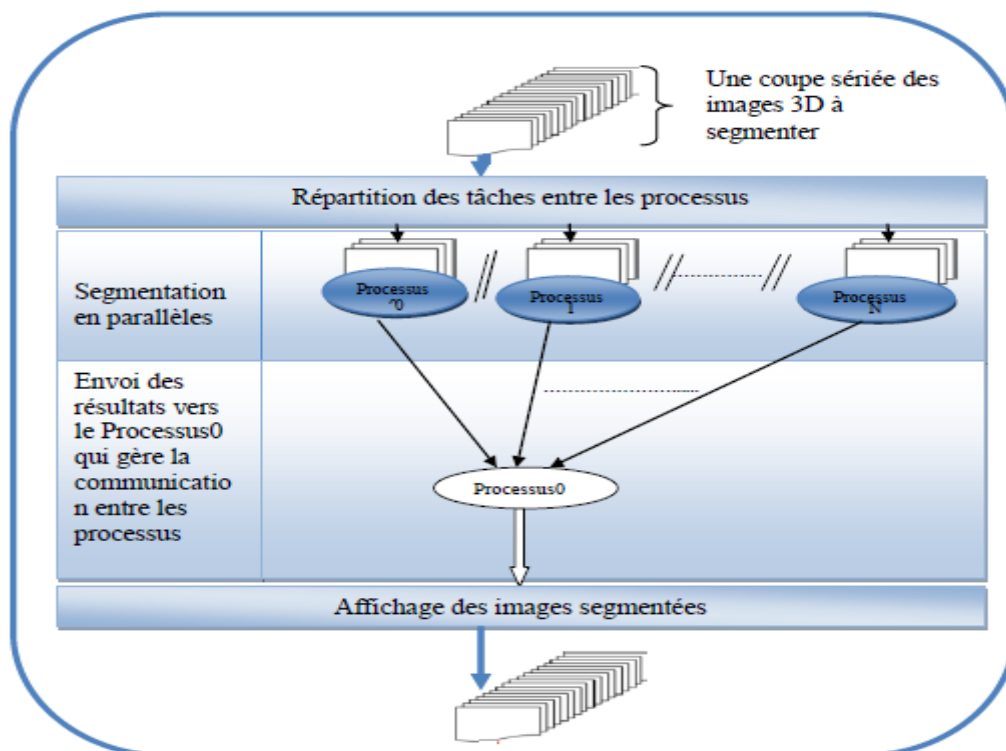 Une coupe sériée des
images 3D à
segmenter
Répartition des tâches entre les processus
Segmentation
en parallèles
Processus
0
Processus
1
Processus
N
Envoi des
résultats vers
le Processus0
qui gère la
communicatio
n entre les
processus
Processus0
Affichage des images segmentées